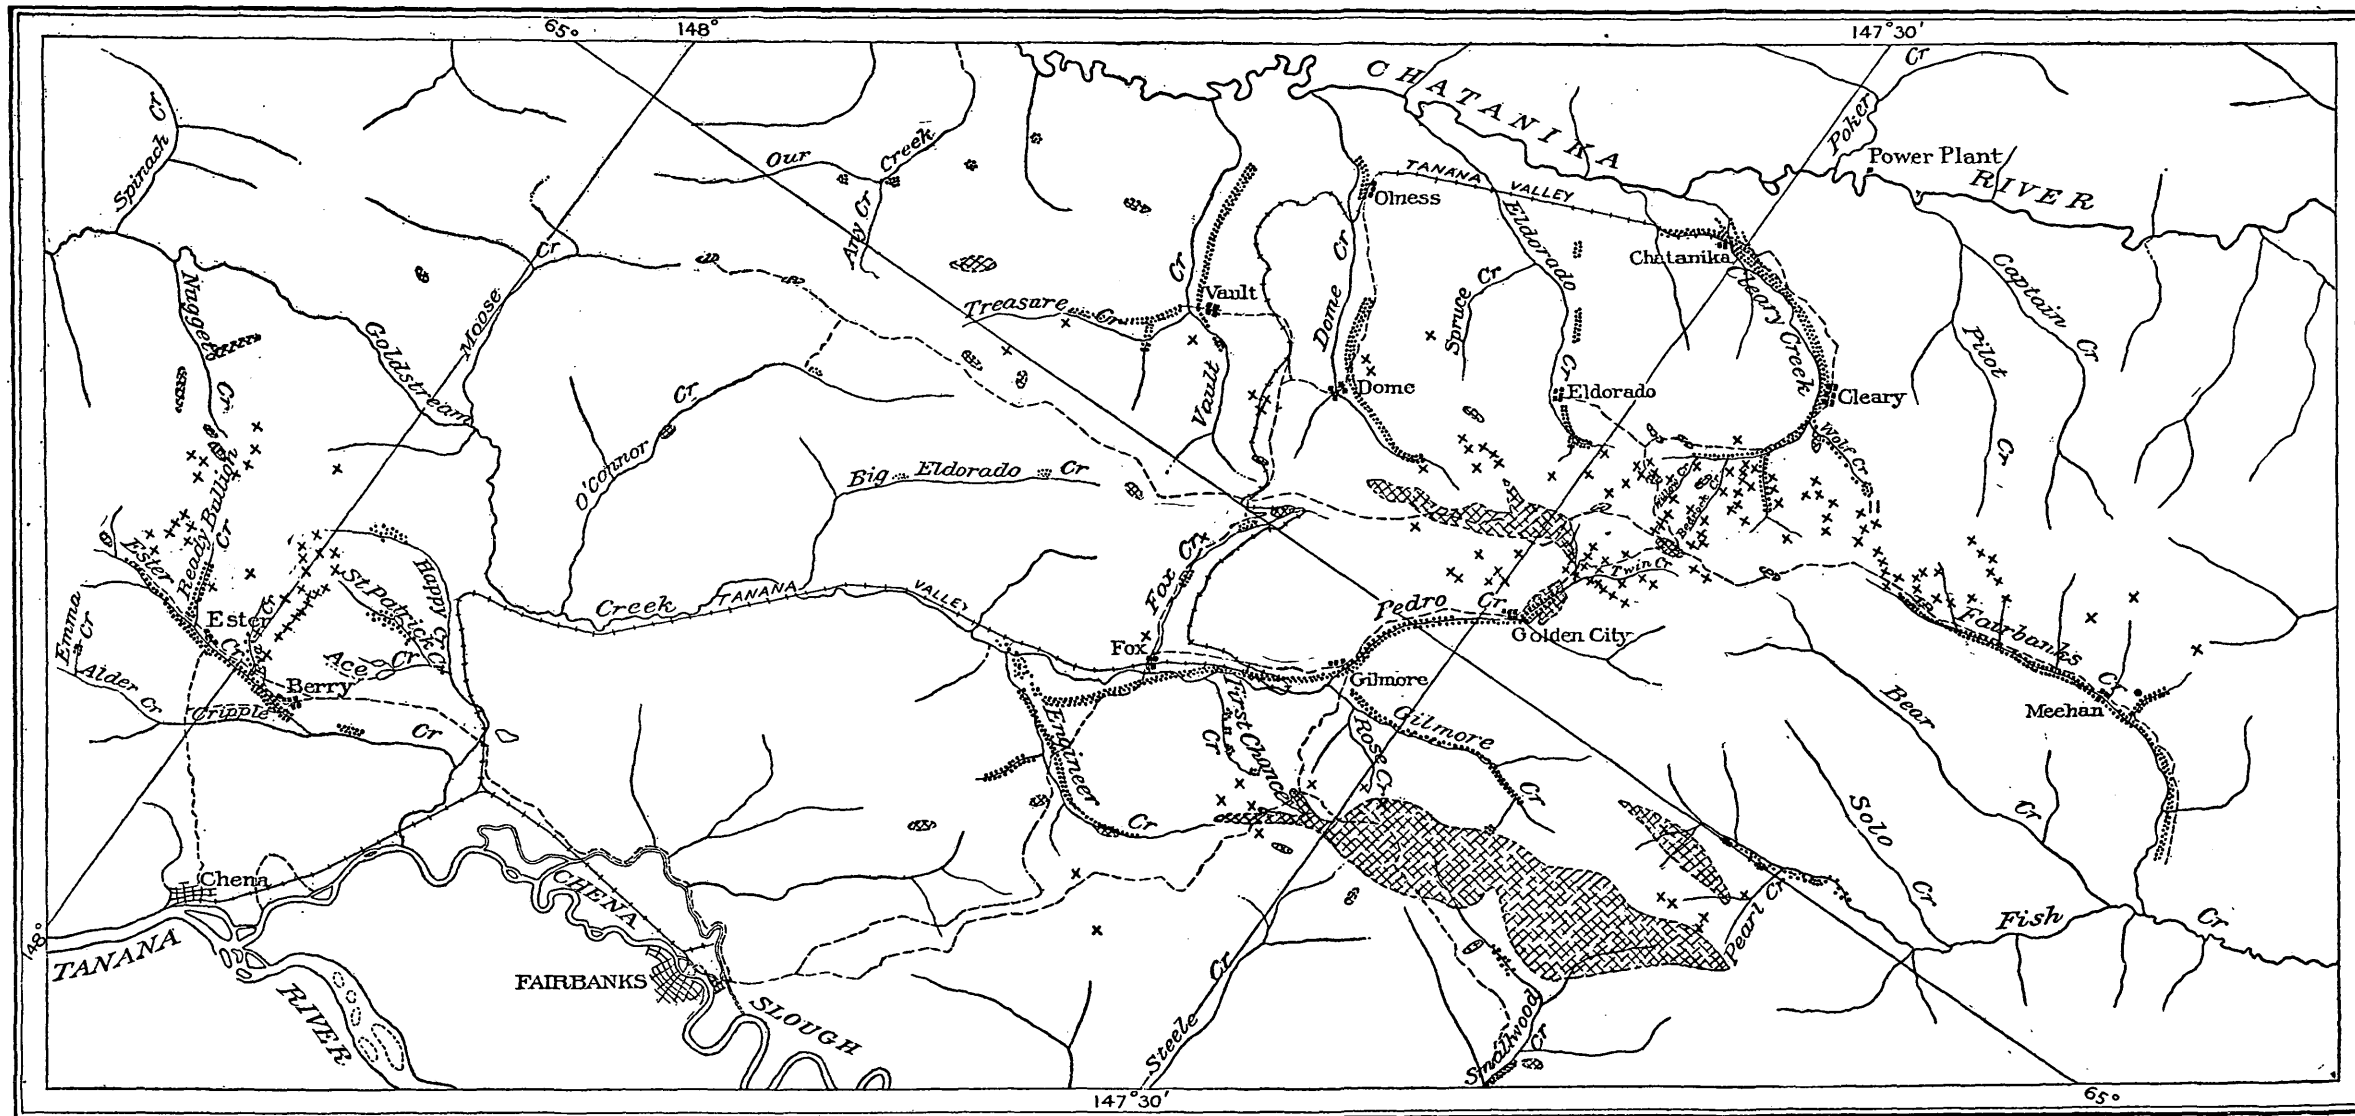 65°
148°
147°30'
CHATANIKA
RIVER
Cr
Poker
Power Plant
Spinach Cr
Our Creek
Any Cr
TANANA VALLEY
Olness
Eldorado Cr
Chatanika
Cleary Creek
Captain Cr
Pilot Cr
Nugget Cr
Goldstream
Moose Cr
Treasure Cr
Cr
Vault
Vault
Dome Cr
Spruce Cr
Dome
Eldorado
Cleary
Wolf Cr
O'Connor Cr
Big Eldorado Cr
Ready Bullion Cr
Ester Cr
Bedrock Cr
Twin Cr
Happy Cr
St Patrick Cr
Emma Cr
Ester
Ace Cr
Alder Cr
Berry
Cripple Cr
Creek
TANANA VALLEY
Fox Cr
Fox
Pedro Cr
Golden City
Gilmore
Gilmore Cr
Rose Cr
First Chance Cr
Engineer Cr
Fairbanks Cr
Meehan
Bear Cr
Solo Cr
Pearl Cr
Fish Cr
Chena
CHENA
SLOUGH
FAIRBANKS
148°
TANANA
RIVER
Steele Cr
Smallwood Cr
147°30'
65°